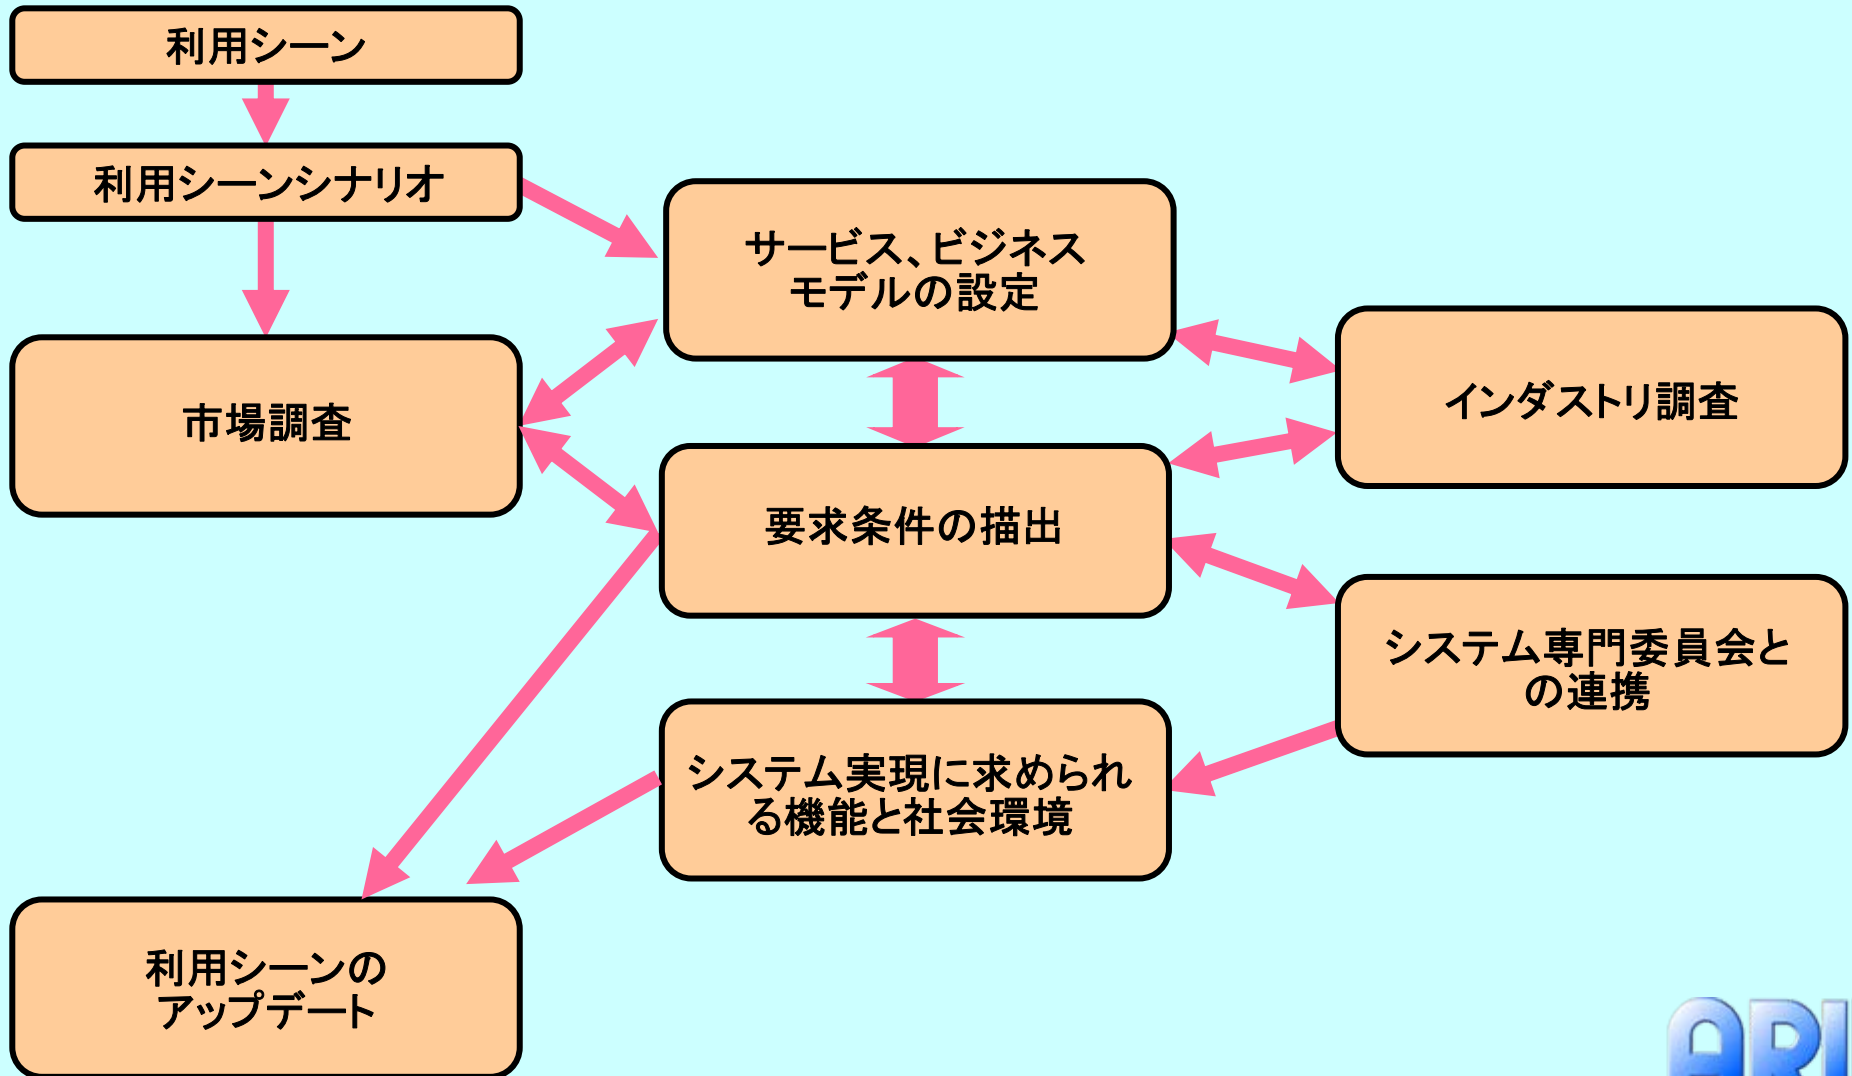 利用シーン
利用シーンシナリオ
サービス、ビジネス
モデルの設定
市場調査
インダストリ調査
要求条件の描出
システム専門委員会と
の連携
システム実現に求められ
る機能と社会環境
利用シーンの
アップデート